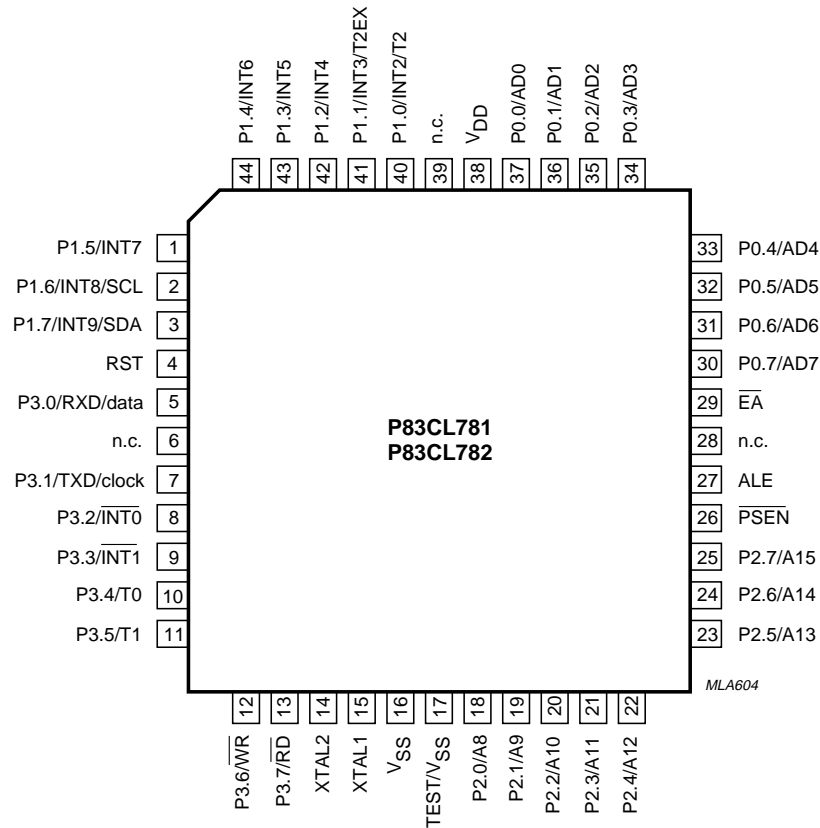 P1.4/INT6
P1.3/INT5
P1.2/INT4
P1.1/INT3/T2EX
P1.0/INT2/T2
n.c.
VDD
P0.0/AD0
P0.1/AD1
P0.2/AD2
P0.3/AD3
44
43
42
41
40
39
38
37
36
35
34
P1.5/INT7 1
P1.6/INT8/SCL 2
P1.7/INT9/SDA 3
RST 4
P3.0/RXD/data 5
n.c. 6
P3.1/TXD/clock 7
P3.2/INT0 8
P3.3/INT1 9
P3.4/T0 10
P3.5/T1 11
P83CL781
P83CL782
33 P0.4/AD4
32 P0.5/AD5
31 P0.6/AD6
30 P0.7/AD7
29 EA
28 n.c.
27 ALE
26 PSEN
25 P2.7/A15
24 P2.6/A14
23 P2.5/A13
MLA604
12
13
14
15
16
17
18
19
20
21
22
P3.6/WR
P3.7/RD
XTAL2
XTAL1
VSS
TEST/VSS
P2.0/A8
P2.1/A9
P2.2/A10
P2.3/A11
P2.4/A12